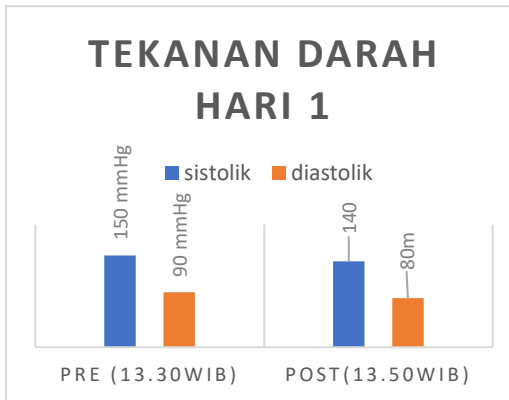 TEKANAN DARAH
HARI 1
sistolik diastolik
150 mmHg
90 mmHg
140
80m
PRE (13.30WIB) POST(13.50WIB)